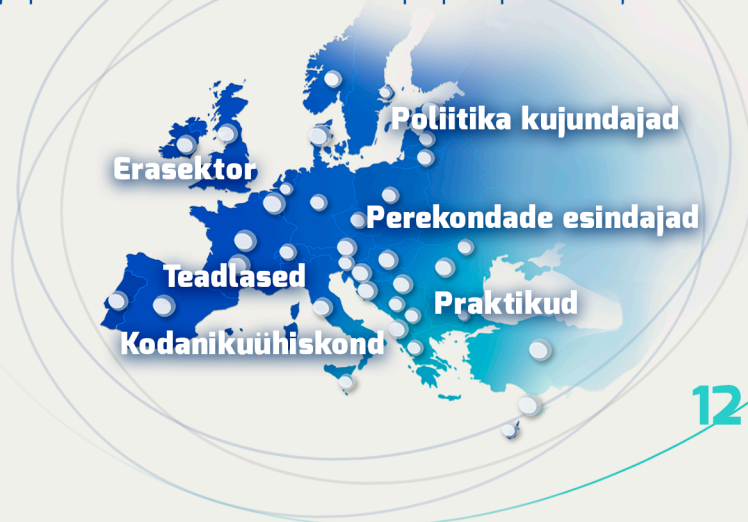 Poliitika kujundajad
Erasektor
Perekondade esindajad
Teadlased
Praktikud
Kodanikuühiskond
12